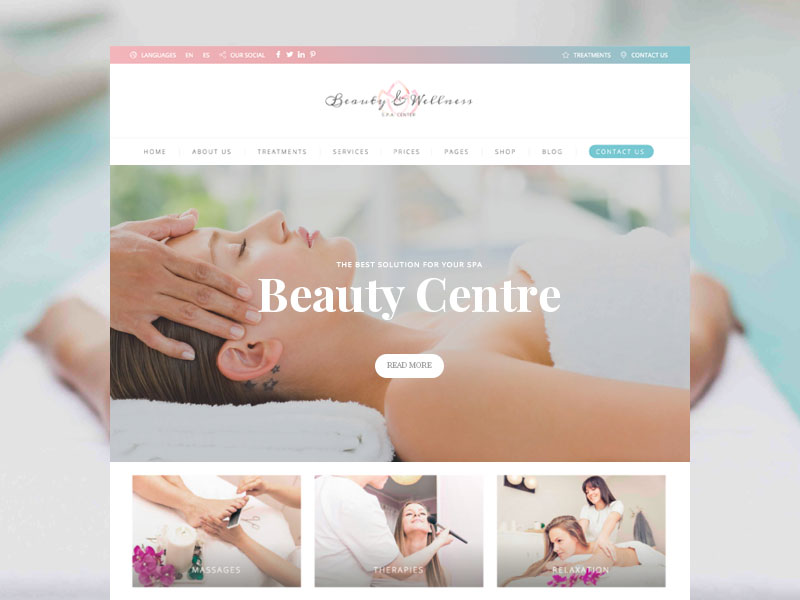 LANGUAGES EN ES OUR SOCIAL TREATMENTS CONTACT US
Beauty & Wellness
SPA CENTER
HOME ABOUT US TREATMENTS SERVICES PRICES PAGES SHOP BLOG CONTACT US
THE BEST SOLUTION FOR YOUR SPA
Beauty Centre
READ MORE
MASSAGES THERAPIES RELAXATION